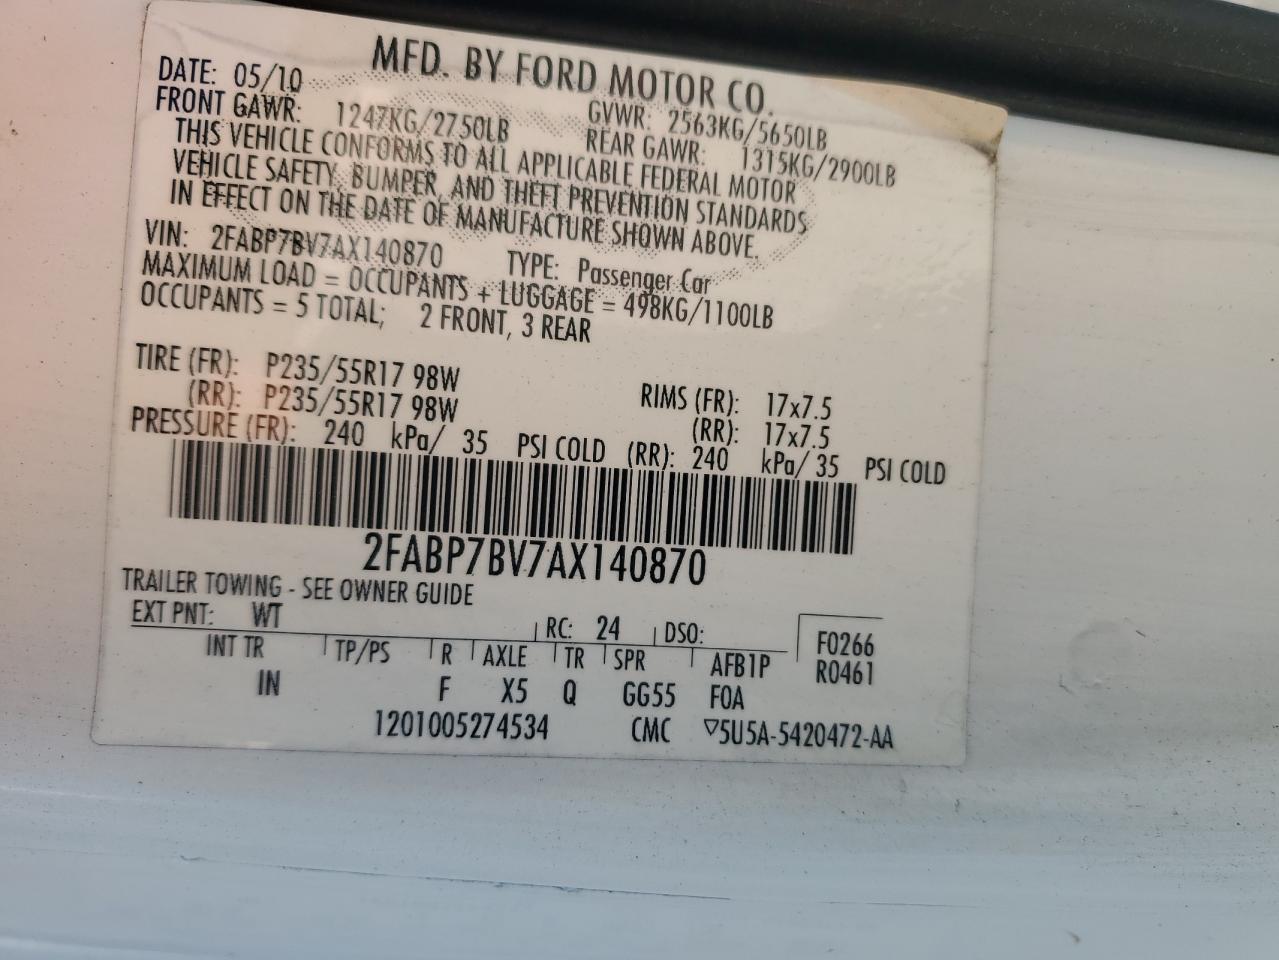 MFD. BY FORD MOTOR CO.
DATE: 05/10 GVWR: 2563KG/5650LB
FRONT GAWR: 1247KG/2750LB REAR GAWR: 1315KG/2900LB
THIS VEHICLE CONFORMS TO ALL APPLICABLE FEDERAL MOTOR
VEHICLE SAFETY, BUMPER, AND THEFT PREVENTION STANDARDS
IN EFFECT ON THE DATE OF MANUFACTURE SHOWN ABOVE.
VIN: 2FABP7BV7AX140870 TYPE: Passenger Car
MAXIMUM LOAD = OCCUPANTS + LUGGAGE = 498KG/1100LB
OCCUPANTS = 5 TOTAL; 2 FRONT, 3 REAR
TIRE (FR): P235/55R17 98W RIMS (FR): 17x7.5
(RR): P235/55R17 98W (RR): 17x7.5
PRESSURE (FR): 240 kPa/ 35 PSI COLD (RR): 240 kPa/ 35 PSI COLD
2FABP7BV7AX140870
TRAILER TOWING - SEE OWNER GUIDE
EXT PNT: WT RC: 24 DSO: F0266
INT TR TP/PS R AXLE TR SPR AFB1P R0461
IN F X5 Q GG55 F0A
1201005274534 CMC ▽5U5A-5420472-AA